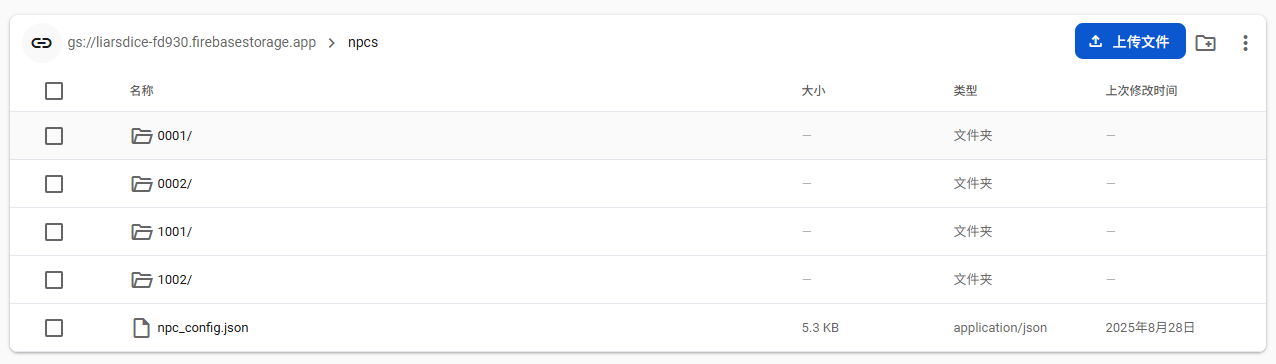 gs://liarsdice-fd930.firebasestorage.app > npcs 上传文件
名称 大小 类型 上次修改时间
0001/ — 文件夹 —
0002/ — 文件夹 —
1001/ — 文件夹 —
1002/ — 文件夹 —
npc_config.json 5.3 KB application/json 2025年8月28日